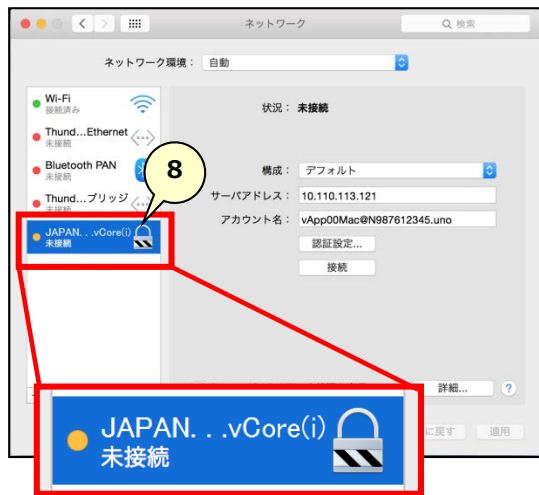 ネットワーク
検索
ネットワーク環境： 自動
Wi-Fi
接続済み
Thund...Ethernet
未接続
Bluetooth PAN
未接続
Thund...ブリッジ
未接続
JAPAN. . .vCore(i)
未接続
8
状況： 未接続
構成： デフォルト
サーバアドレス： 10.110.113.121
アカウント名： vApp00Mac@N987612345.uno
認証設定...
接続
詳細... ?
に戻す 適用
JAPAN. . .vCore(i)
未接続